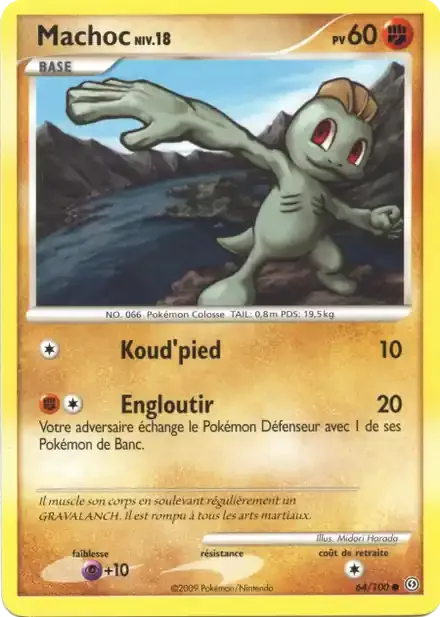 Machoc NIV.18 PV 60
BASE
NO. 066 Pokémon Colosse TAIL: 0,8m PDS: 19,5kg
Koud'pied 10
Engloutir 20
Votre adversaire échange le Pokémon Défenseur avec 1 de ses
Pokémon de Banc.
Il muscle son corps en soulevant régulièrement un
GRAVALANCH. Il est rompu à tous les arts martiaux.
Illus. Midori Harada
faiblesse résistance coût de retraite
+10
©2009 Pokémon/Nintendo 64/100